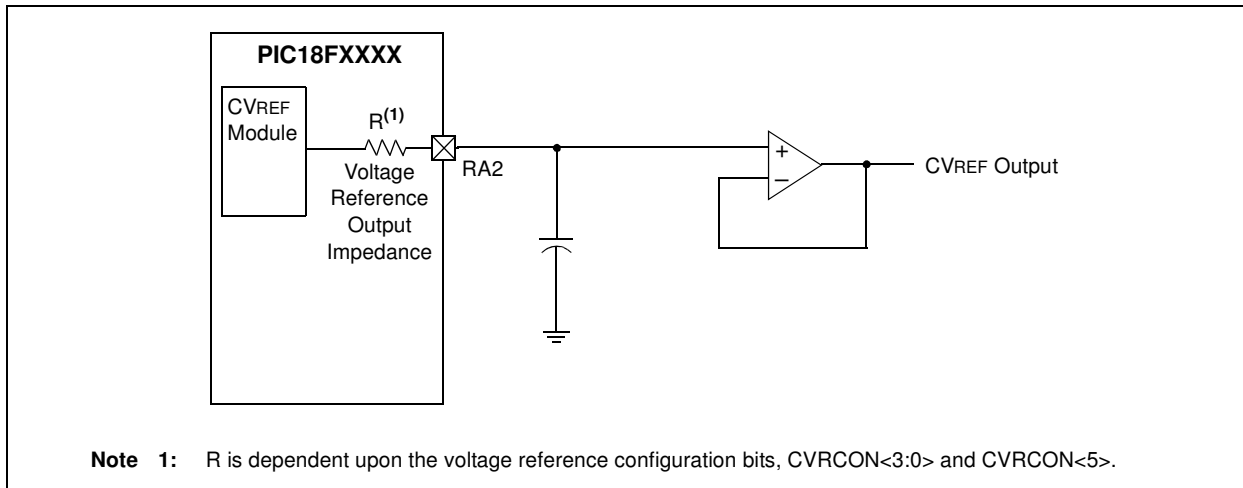 PIC18FXXXX
CVREF
Module
R(1)
Voltage
Reference
Output
Impedance
RA2
+
–
CVREF Output
Note 1: R is dependent upon the voltage reference configuration bits, CVRCON<3:0> and CVRCON<5>.